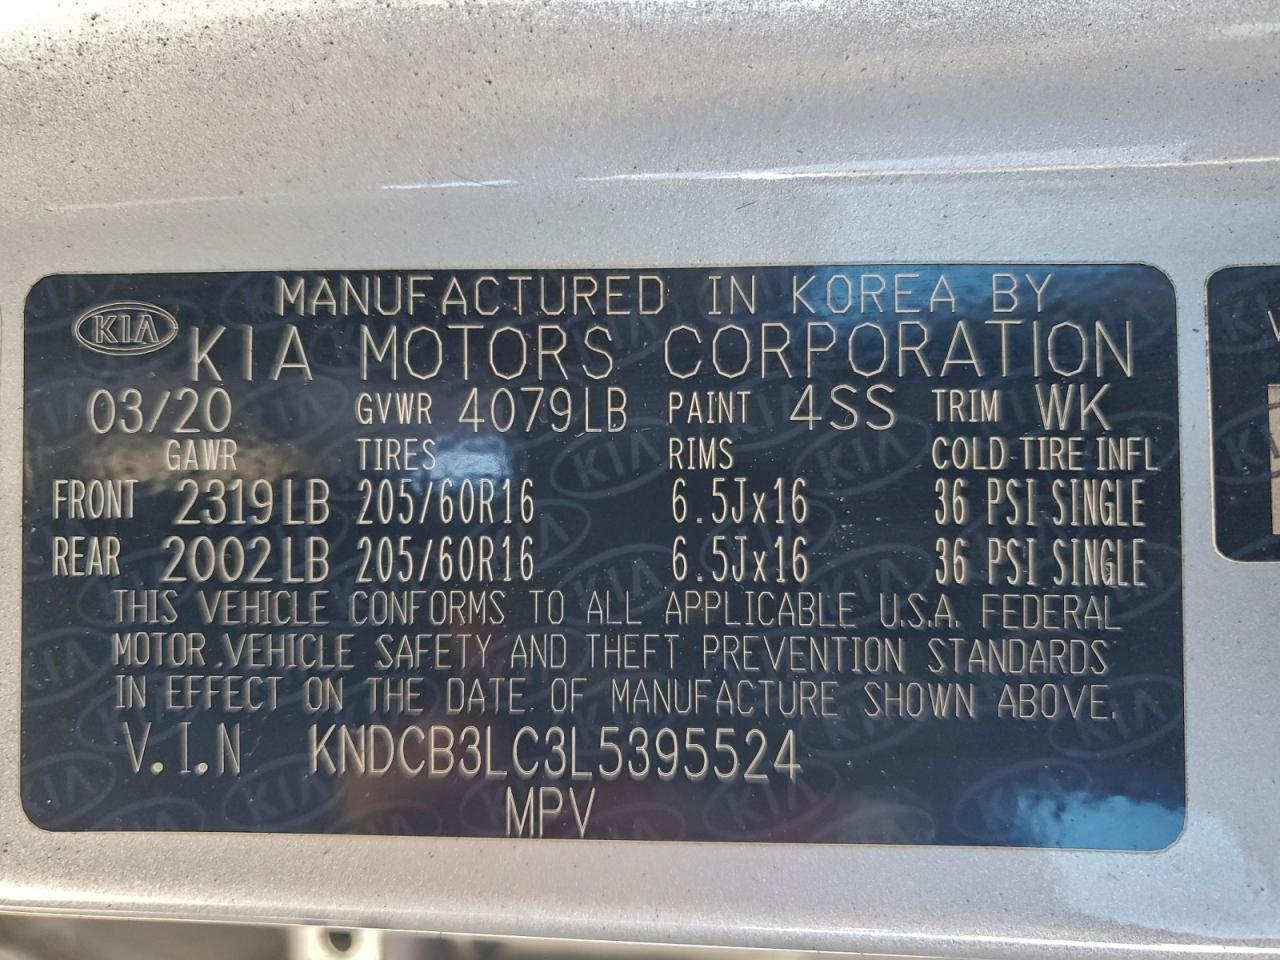 MANUFACTURED IN KOREA BY
KIA KIA MOTORS CORPORATION
03/20 GVWR 4079LB PAINT 4SS TRIM WK
GAWR TIRES RIMS COLD TIRE INFL
FRONT 2319LB 205/60R16 6.5Jx16 36 PSI SINGLE
REAR 2002LB 205/60R16 6.5Jx16 36 PSI SINGLE
THIS VEHICLE CONFORMS TO ALL APPLICABLE U.S.A. FEDERAL
MOTOR VEHICLE SAFETY AND THEFT PREVENTION STANDARDS
IN EFFECT ON THE DATE OF MANUFACTURE SHOWN ABOVE.
V.I.N KNDCB3LC3L5395524
MPV